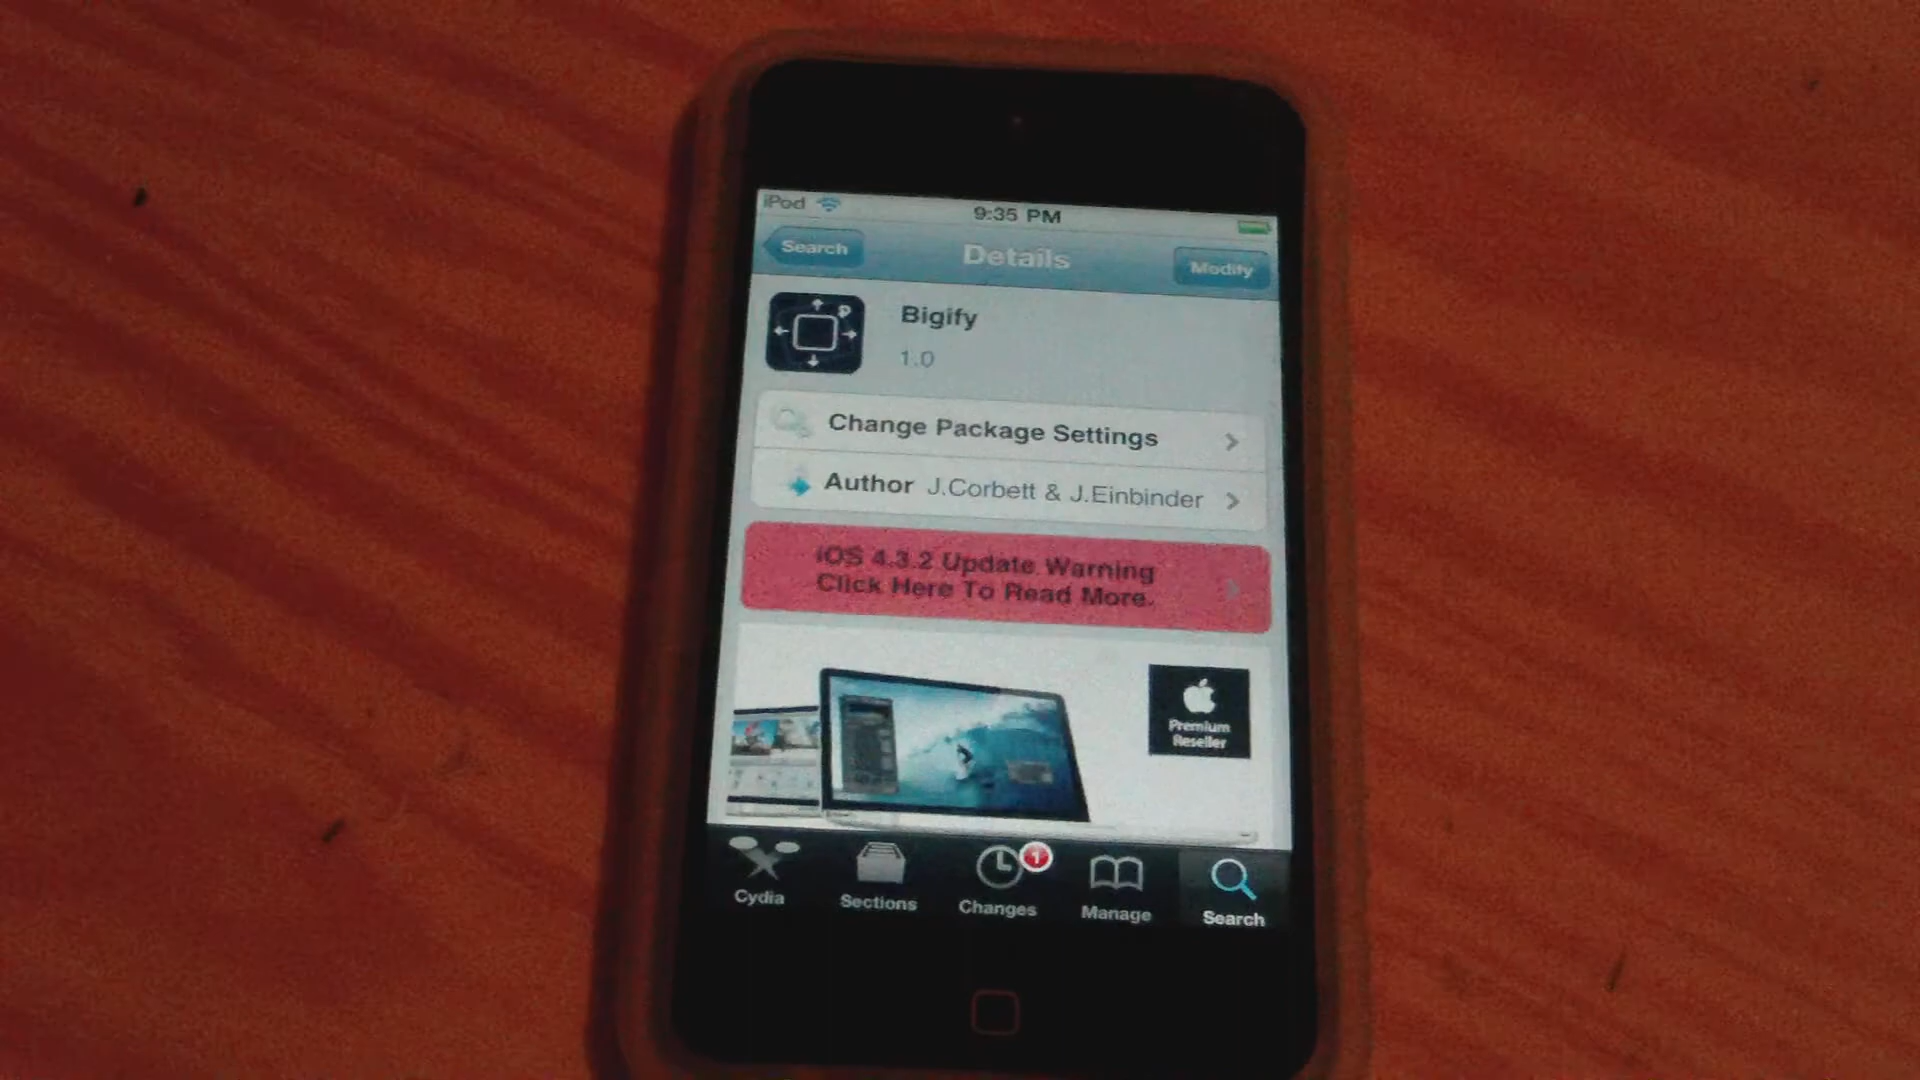 iPod
9:35 PM
Search
Details
Modify
Bigify
1.0
Change Package Settings
Author J.Corbett & J.Einbinder
iOS 4.3.2 Update Warning
Click Here To Read More.
Premium
Reseller
1
Cydia
Sections
Changes
Manage
Search